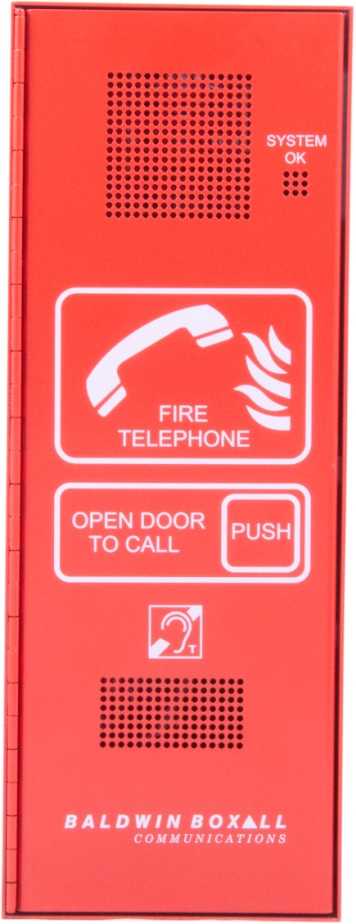 SYSTEM
OK
FIRE
TELEPHONE
OPEN DOOR
TO CALL
PUSH
T
BALDWIN BOXALL
COMMUNICATIONS